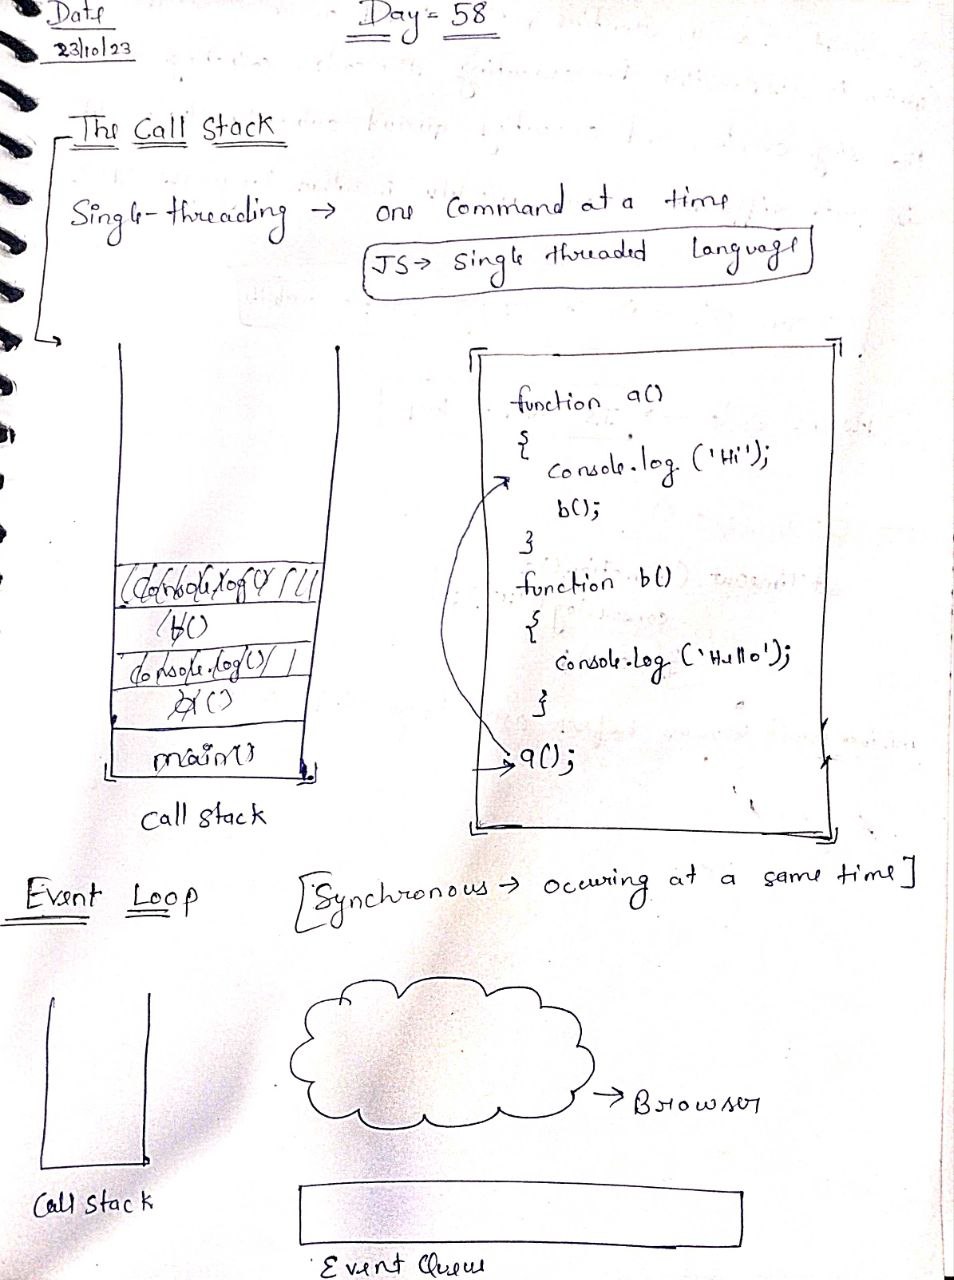 Date
23/10/23
Day = 58
The Call Stack
Single-threading → one Command at a time
JS → Single threaded Language
function a()
{
console.log ('Hi');
b();
}
function b()
{
console.log ('Hello');
}
a();
console.log()
b()
console.log()
a()
main()
Call Stack
Event Loop
[Synchronous → occuring at a same time]
→ Browser
Call Stack
Event Queue